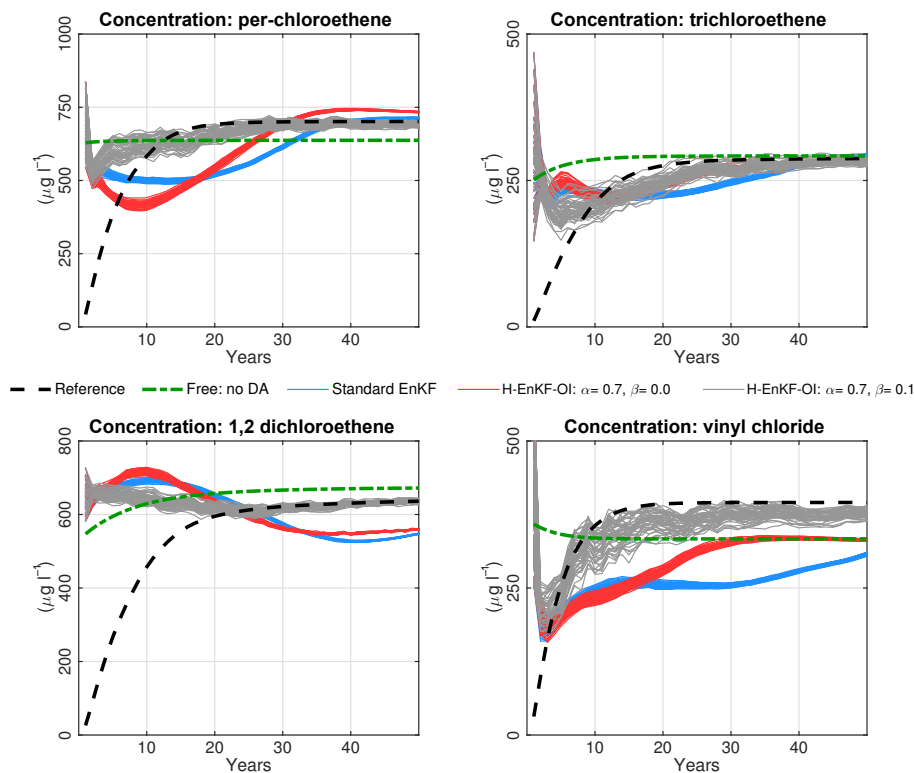 Concentration: per-chloroethene
Concentration: trichloroethene
1000
750
500
250
0
(μg l⁻¹)
10
20
30
40
Years
500
250
0
(μg l⁻¹)
10
20
30
40
Years
Reference
Free: no DA
Standard EnKF
H-EnKF-OI: α= 0.7, β= 0.0
H-EnKF-OI: α= 0.7, β= 0.1
Concentration: 1,2 dichloroethene
Concentration: vinyl chloride
800
600
400
200
0
(μg l⁻¹)
10
20
30
40
Years
500
250
0
(μg l⁻¹)
10
20
30
40
Years